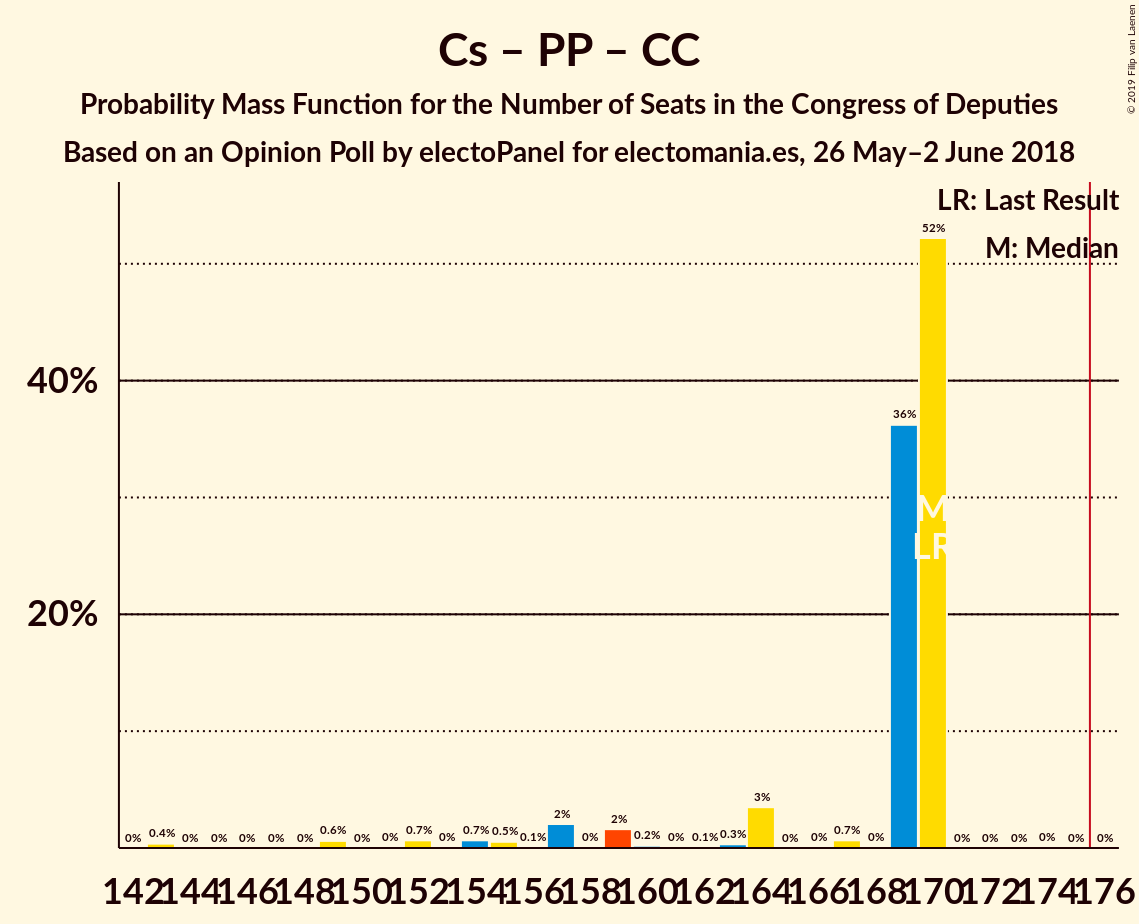 Cs – PP – CC
Probability Mass Function for the Number of Seats in the Congress of Deputies
Based on an Opinion Poll by electoPanel for electomania.es, 26 May–2 June 2018
© 2019 Filip van Laenen
LR: Last Result
M: Median
40%
20%
0% 0.4% 0% 0% 0% 0% 0% 0.6% 0% 0% 0.7% 0% 0.7% 0.5% 0.1% 2% 0% 2% 0.2% 0% 0.1% 0.3% 3% 0% 0% 0.7% 0% 36% 52% 0% 0% 0% 0% 0% 0%
M
LR
142 144 146 148 150 152 154 156 158 160 162 164 166 168 170 172 174 176